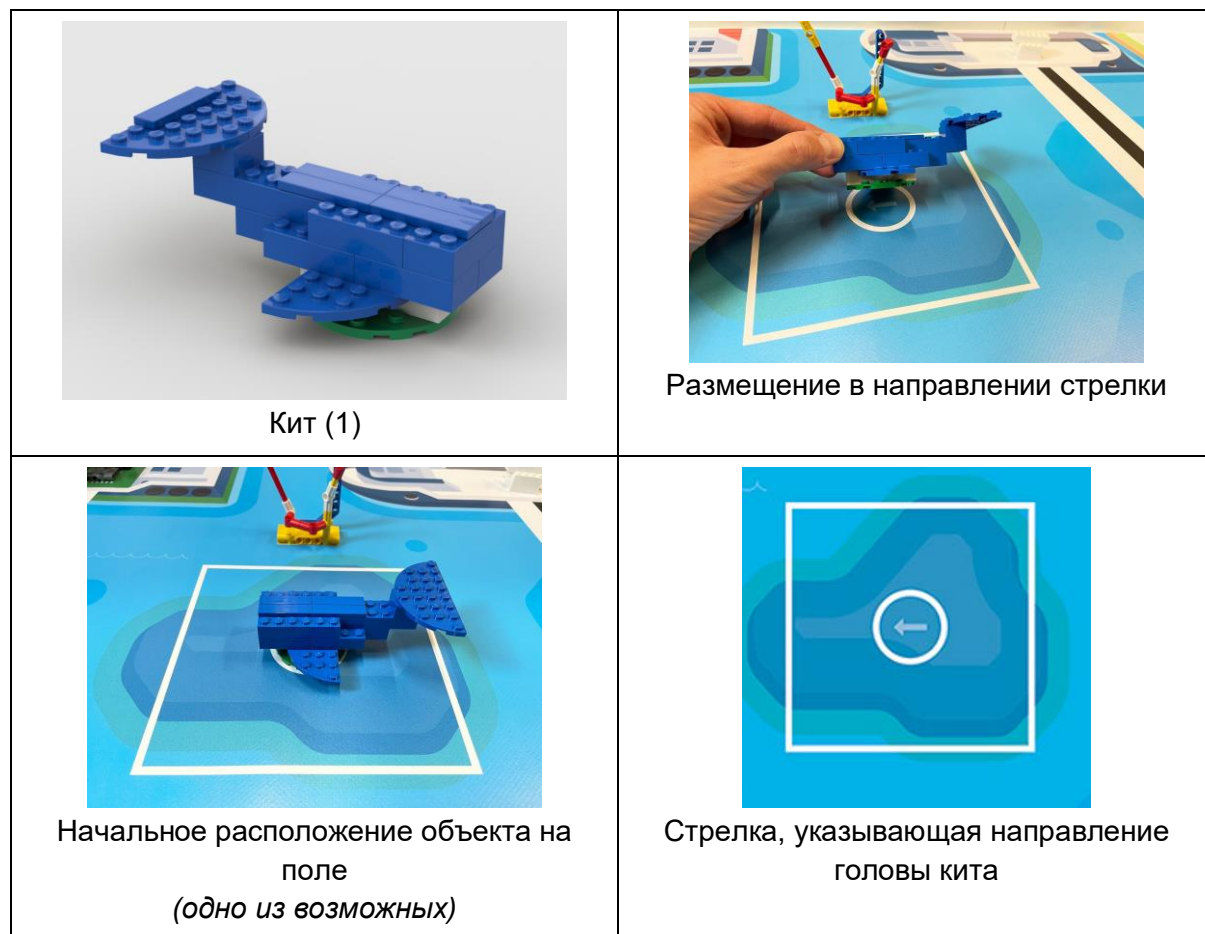 Кит (1)
Размещение в направлении стрелки
Начальное расположение объекта на
поле
(одно из возможных)
Стрелка, указывающая направление
головы кита